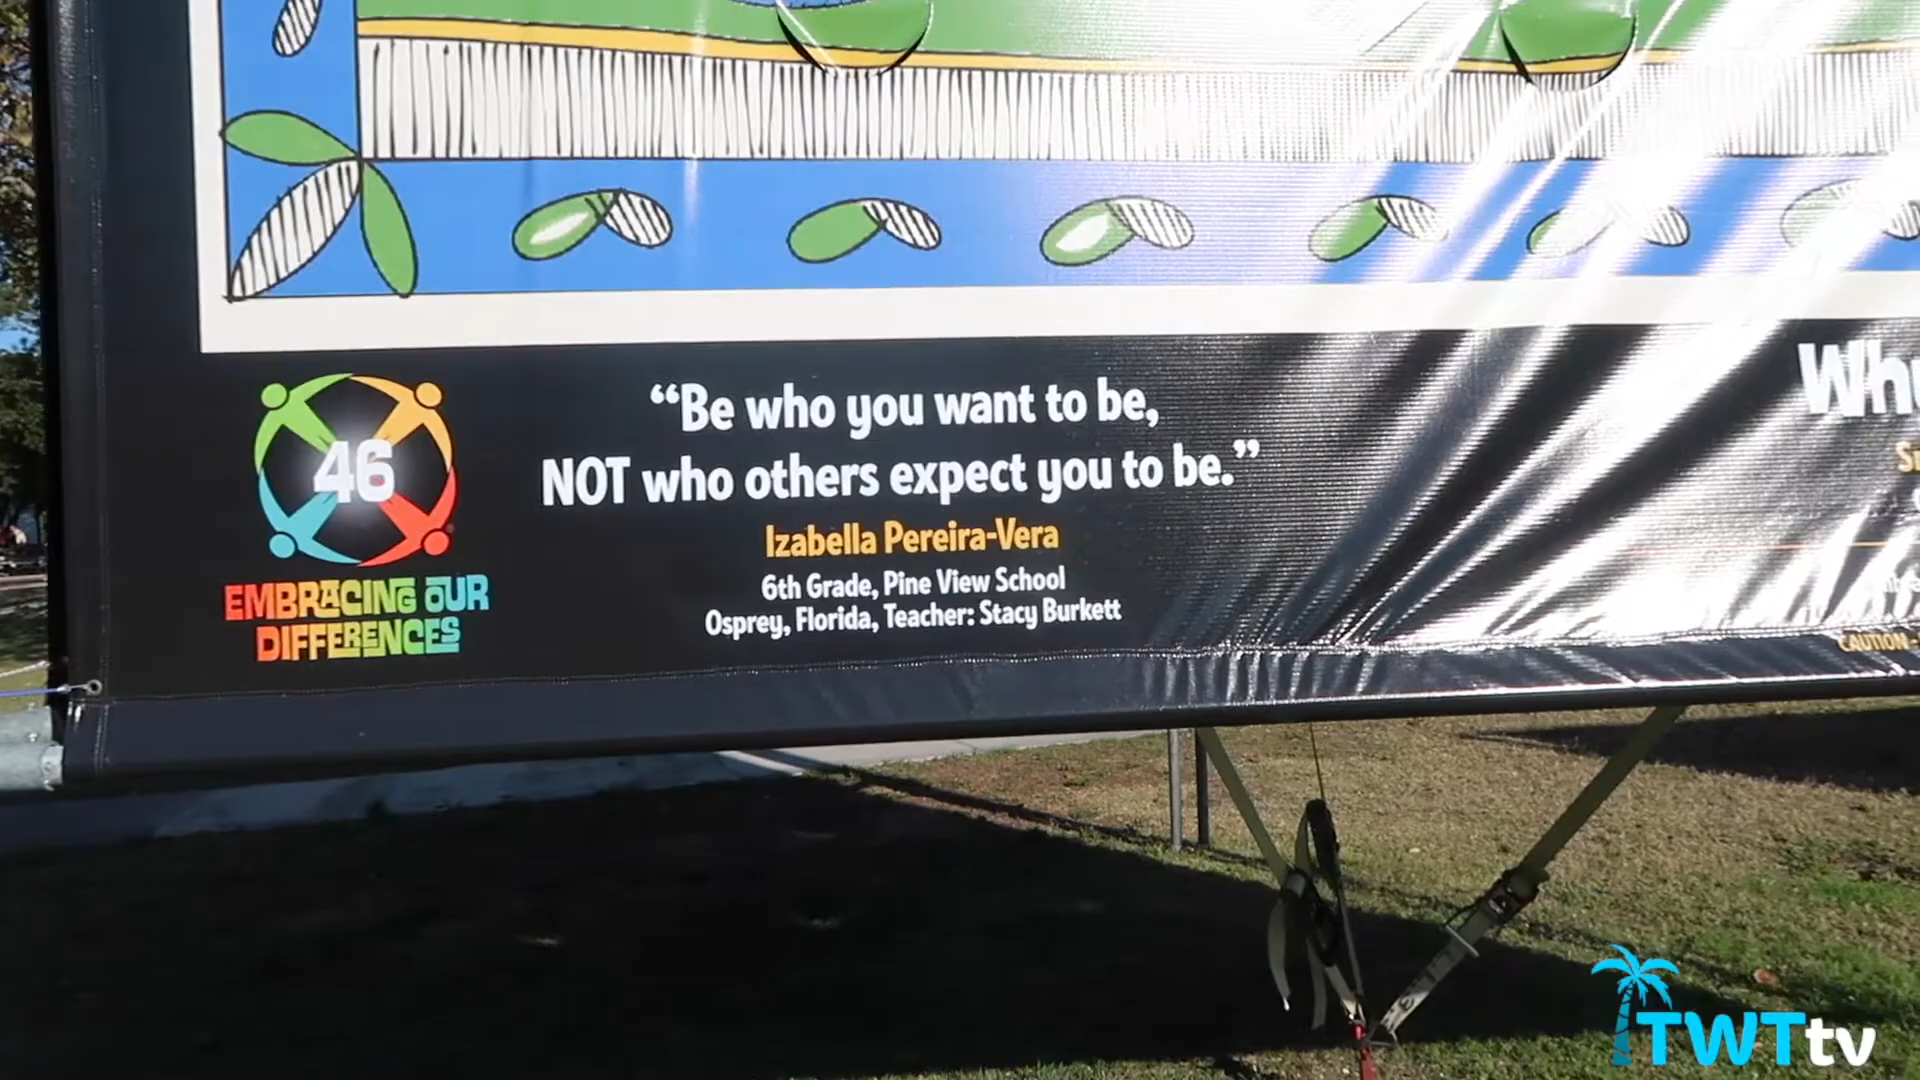 “Be who you want to be,
NOT who others expect you to be.”
Izabella Pereira-Vera
6th Grade, Pine View School
Osprey, Florida, Teacher: Stacy Burkett
46
EMBRACING OUR
DIFFERENCES
CAUTION -
TWTtv